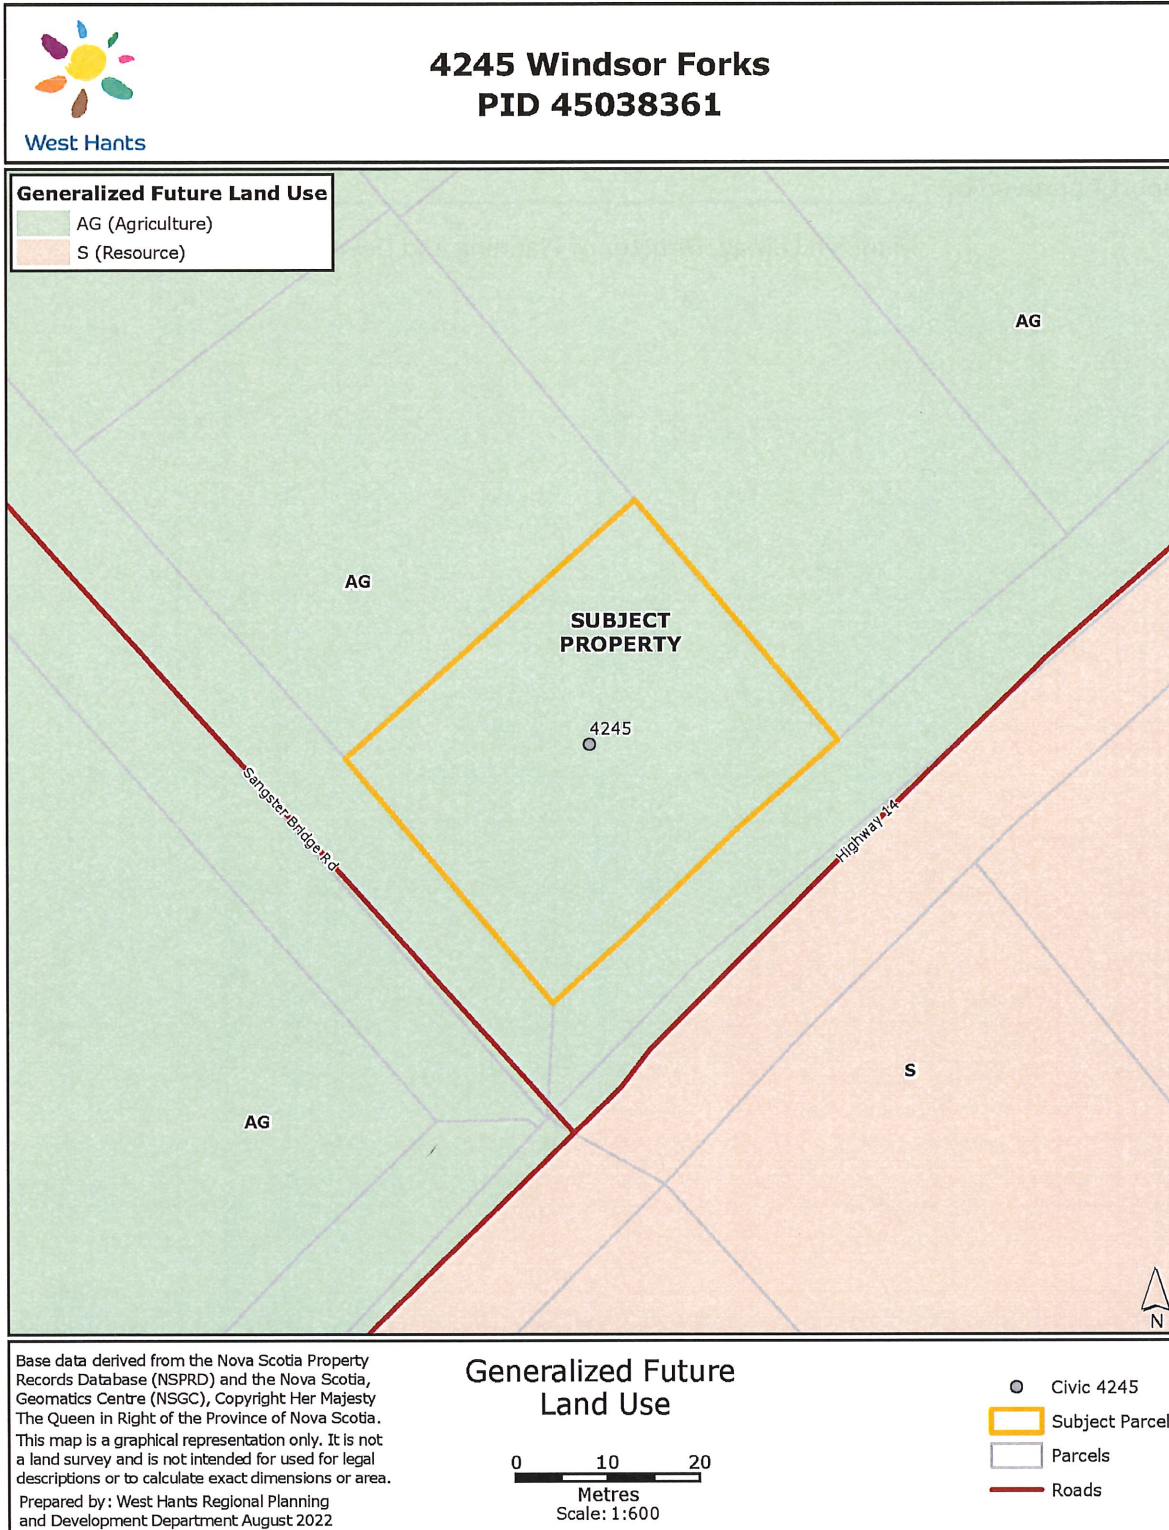 4245 Windsor Forks
PID 45038361
West Hants
Generalized Future Land Use
AG (Agriculture)
S (Resource)
AG
AG
SUBJECT
PROPERTY
4245
Sangster Bridge Rd
Highway 14
S
AG
N
Base data derived from the Nova Scotia Property
Records Database (NSPRD) and the Nova Scotia,
Geomatics Centre (NSGC), Copyright Her Majesty
The Queen in Right of the Province of Nova Scotia.
This map is a graphical representation only. It is not
a land survey and is not intended for used for legal
descriptions or to calculate exact dimensions or area.
Prepared by: West Hants Regional Planning
and Development Department August 2022
Generalized Future
Land Use
0 10 20
Metres
Scale: 1:600
Civic 4245
Subject Parcel
Parcels
Roads